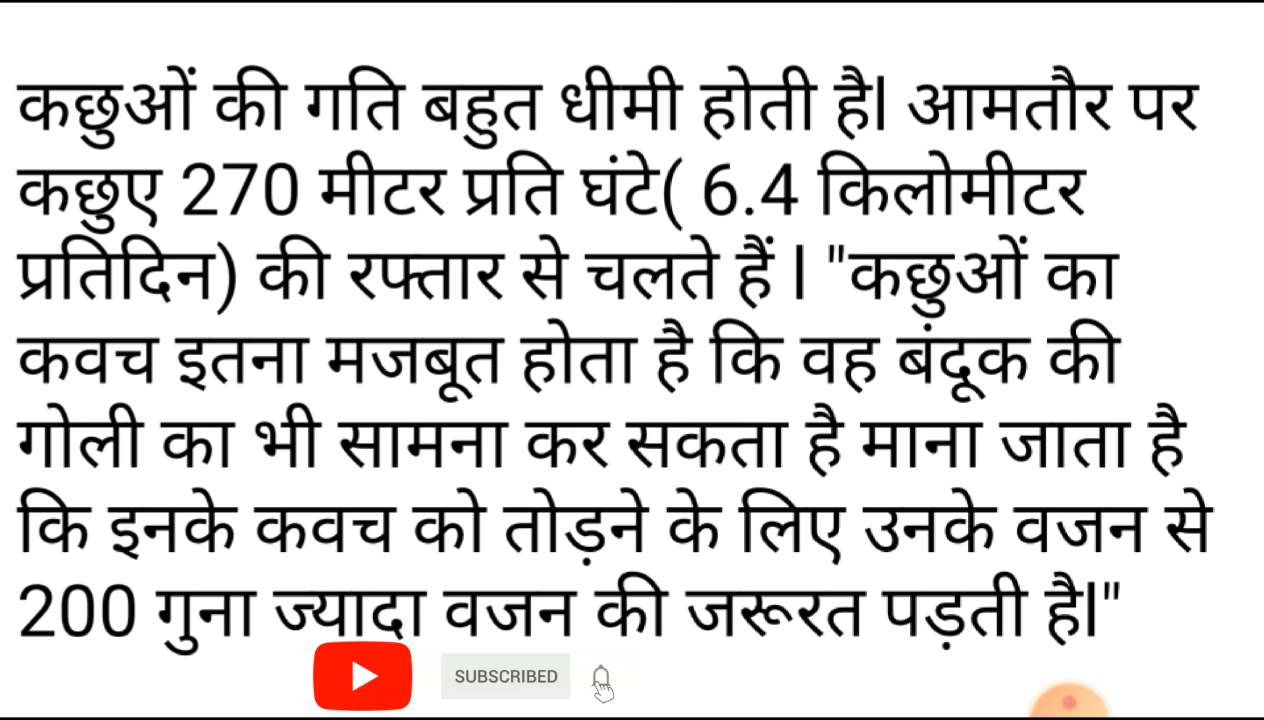 कछुओं की गति बहुत धीमी होती है। आमतौर पर
कछुए 270 मीटर प्रति घंटे( 6.4 किलोमीटर
प्रतिदिन) की रफ्तार से चलते हैं । "कछुओं का
कवच इतना मजबूत होता है कि वह बंदूक की
गोली का भी सामना कर सकता है माना जाता है
कि इनके कवच को तोड़ने के लिए उनके वजन से
200 गुना ज्यादा वजन की जरूरत पड़ती है।"
SUBSCRIBED